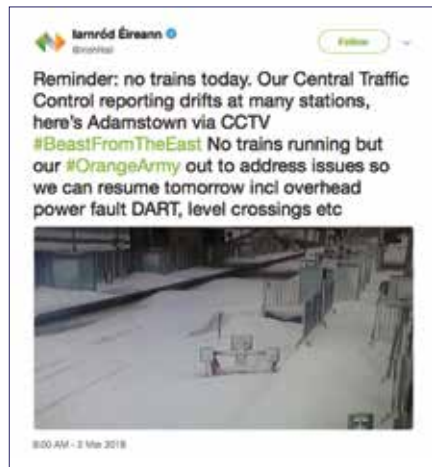 Iarnród Éireann
@irishrail
Follow
Reminder: no trains today. Our Central Traffic
Control reporting drifts at many stations,
here's Adamstown via CCTV
#BeastFromTheEast No trains running but
our #OrangeArmy out to address issues so
we can resume tomorrow incl overhead
power fault DART, level crossings etc
8:00 AM - 2 Mar 2018